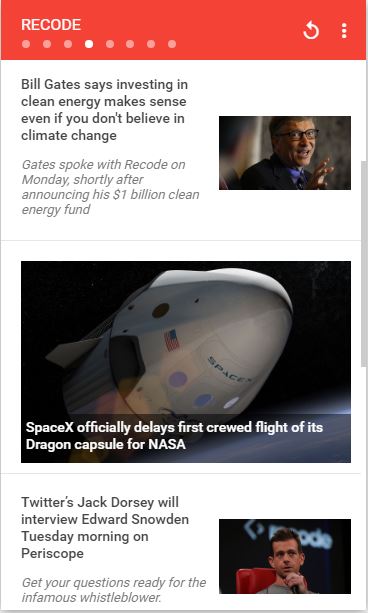 RECODE
Bill Gates says investing in
clean energy makes sense
even if you don't believe in
climate change
Gates spoke with Recode on
Monday, shortly after
announcing his $1 billion clean
energy fund
SPACEX
SpaceX officially delays first crewed flight of its
Dragon capsule for NASA
Twitter's Jack Dorsey will
interview Edward Snowden
Tuesday morning on
Periscope
Get your questions ready for the
infamous whistleblower.
recode